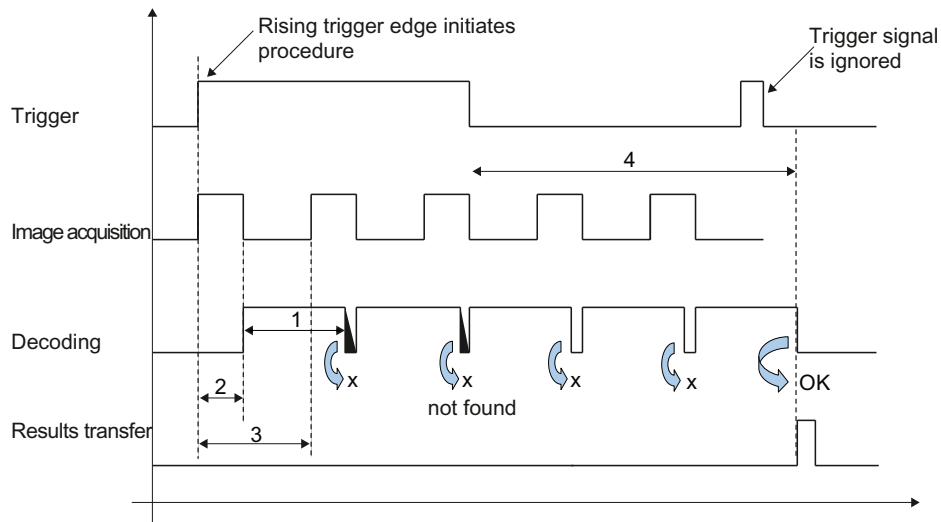 Rising trigger edge initiates
procedure
Trigger signal
is ignored
Trigger
4
Image acquisition
1
Decoding
x
x
x
x
OK
2
not found
Results transfer
3